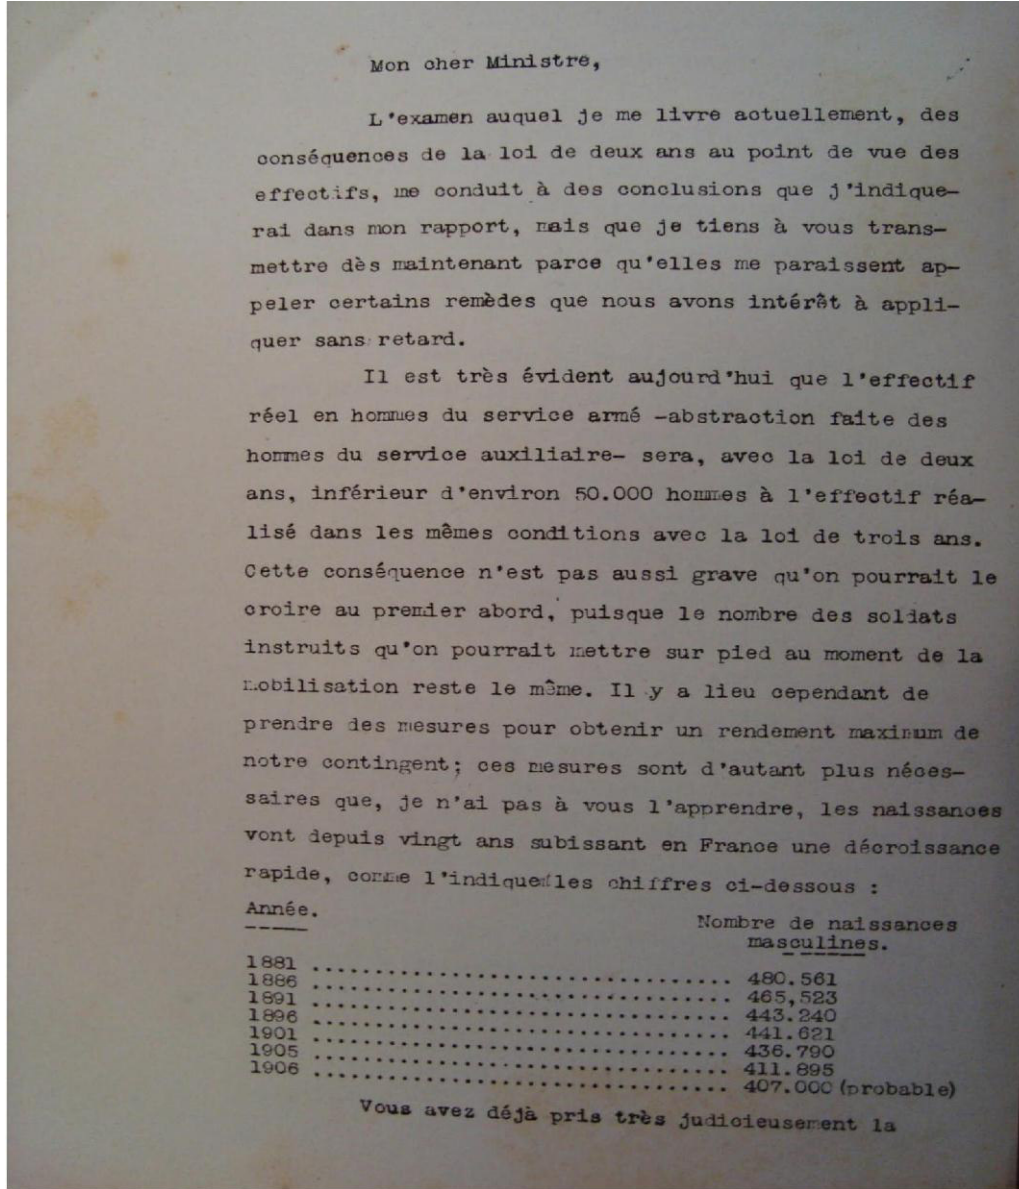 Mon cher Ministre,
L'examen auquel je me livre actuellement, des
conséquences de la loi de deux ans au point de vue des
effectifs, me conduit à des conclusions que j'indique-
rai dans mon rapport, mais que je tiens à vous trans-
mettre dès maintenant parce qu'elles me paraissent ap-
peler certains remèdes que nous avons intérêt à appli-
quer sans retard.
Il est très évident aujourd'hui que l'effectif
réel en hommes du service armé -abstraction faite des
hommes du service auxiliaire- sera, avec la loi de deux
ans, inférieur d'environ 50.000 hommes à l'effectif réa-
lisé dans les mêmes conditions avec la loi de trois ans.
Cette conséquence n'est pas aussi grave qu'on pourrait le
croire au premier abord, puisque le nombre des soldats
instruits qu'on pourrait mettre sur pied au moment de la
mobilisation reste le même. Il y a lieu cependant de
prendre des mesures pour obtenir un rendement maximum de
notre contingent; ces mesures sont d'autant plus néces-
saires que, je n'ai pas à vous l'apprendre, les naissances
vont depuis vingt ans subissant en France une décroissance
rapide, comme l'indique les chiffres ci-dessous :
Année. Nombre de naissances
masculines.
1881 ................................. 480.561
1886 ................................. 465,523
1891 ................................. 443.240
1896 ................................. 441.621
1901 ................................. 436.790
1905 ................................. 411.895
1906 ................................. 407.000 (probable)
Vous avez déjà pris très judicieusement la